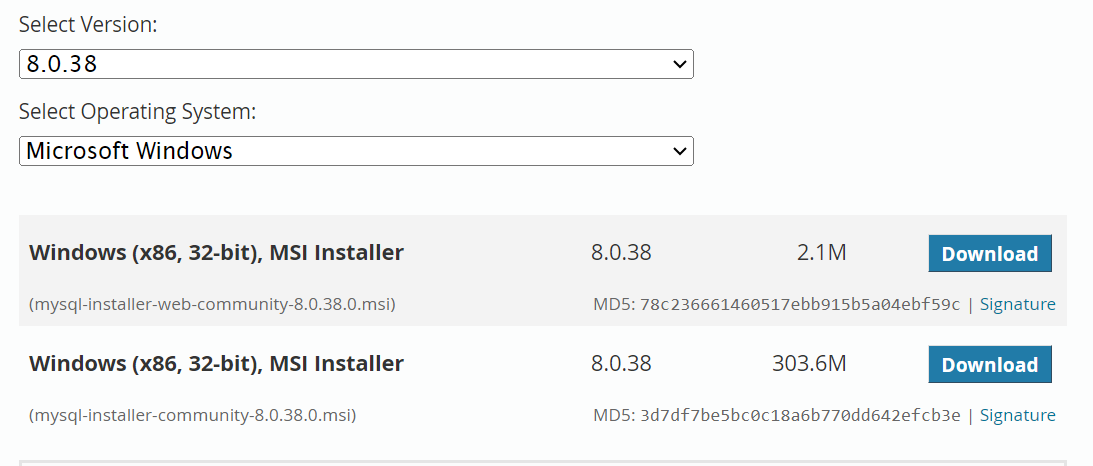 Select Version:
8.0.38
Select Operating System:
Microsoft Windows
Windows (x86, 32-bit), MSI Installer 8.0.38 2.1M Download
(mysql-installer-web-community-8.0.38.0.msi) MD5: 78c236661460517ebb915b5a04ebf59c | Signature
Windows (x86, 32-bit), MSI Installer 8.0.38 303.6M Download
(mysql-installer-community-8.0.38.0.msi) MD5: 3d7df7be5bc0c18a6b770dd642efcb3e | Signature